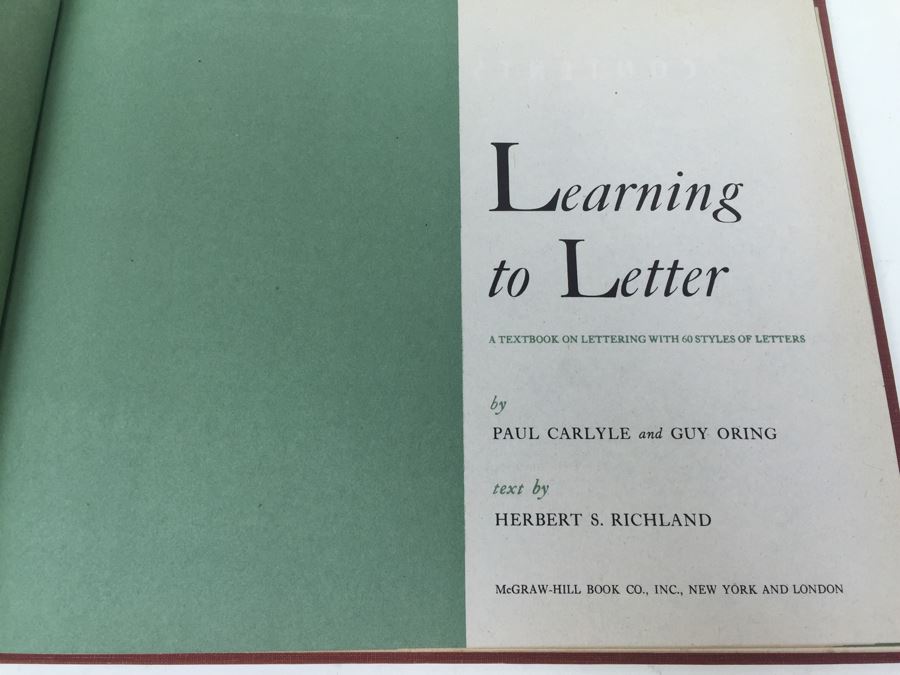 CONTENTS
Learning
to Letter
A TEXTBOOK ON LETTERING WITH 60 STYLES OF LETTERS
by
PAUL CARLYLE and GUY ORING
text by
HERBERT S. RICHLAND
McGRAW-HILL BOOK CO., INC., NEW YORK AND LONDON